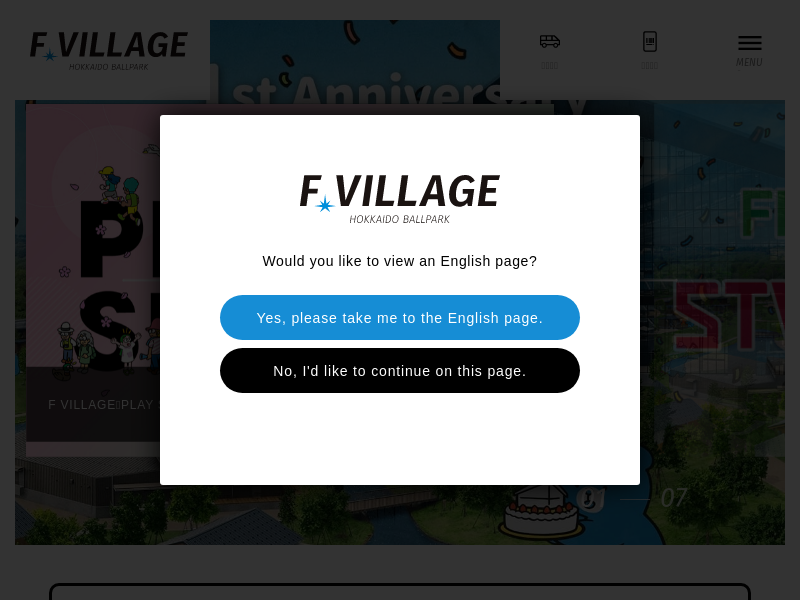 F VILLAGE
HOKKAIDO BALLPARK
1st Anniversary
MENU
F VILLAGE
HOKKAIDO BALLPARK
Would you like to view an English page?
Yes, please take me to the English page.
No, I'd like to continue on this page.
F VILLAGE
PLAY
07